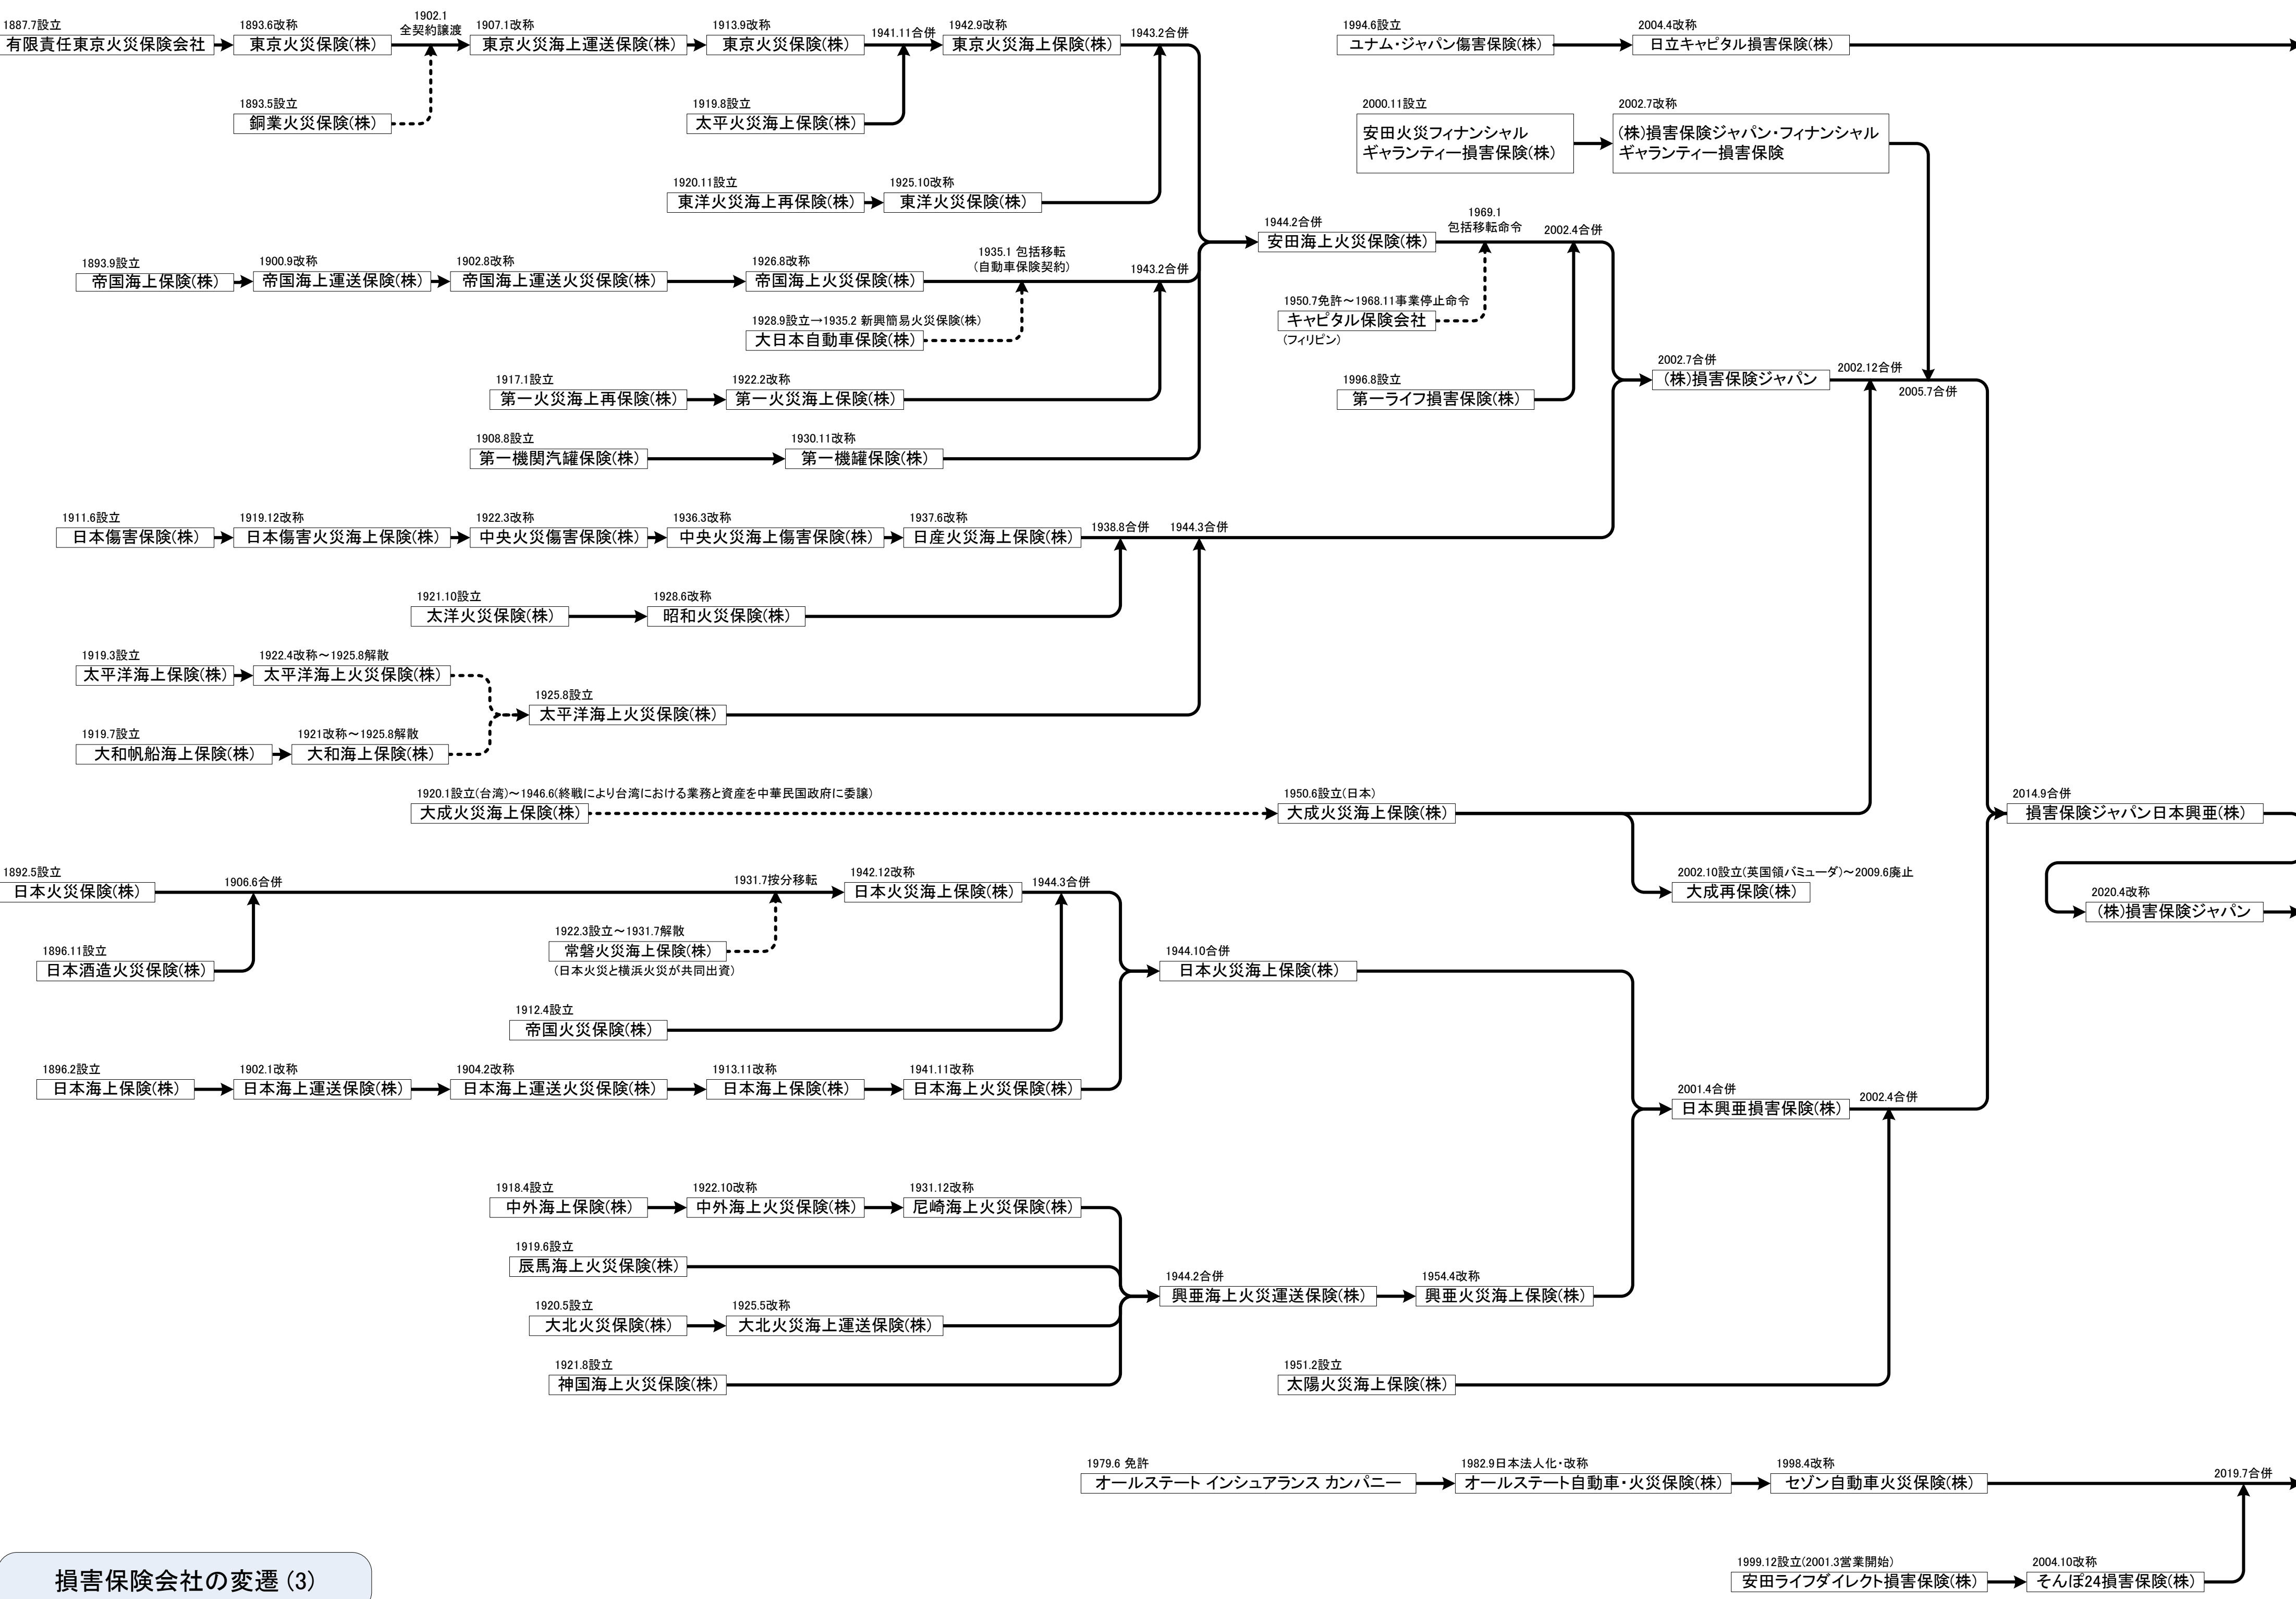 1887.7設立
有限責任東京火災保険会社
1893.6改称
東京火災保険(株)
1902.1
全契約譲渡
1907.1改称
東京火災海上運送保険(株)
1913.9改称
東京火災保険(株)
1941.11合併
1942.9改称
東京火災海上保険(株)
1943.2合併
1994.6設立
ユナム・ジャパン傷害保険(株)
2004.4改称
日立キャピタル損害保険(株)
1893.5設立
銅業火災保険(株)
1919.8設立
太平火災海上保険(株)
2000.11設立
安田火災フィナンシャル
ギャランティー損害保険(株)
2002.7改称
(株)損害保険ジャパン・フィナンシャル
ギャランティー損害保険
1920.11設立
東洋火災海上再保険(株)
1925.10改称
東洋火災保険(株)
1944.2合併
安田海上火災保険(株)
1969.1
包括移転命令
2002.4合併
1893.9設立
帝国海上保険(株)
1900.9改称
帝国海上運送保険(株)
1902.8改称
帝国海上運送火災保険(株)
1926.8改称
帝国海上火災保険(株)
1935.1 包括移転
(自動車保険契約)
1943.2合併
1928.9設立→1935.2 新興簡易火災保険(株)
大日本自動車保険(株)
1950.7免許～1968.11事業停止命令
キャピタル保険会社
(フィリピン)
1917.1設立
第一火災海上再保険(株)
1922.2改称
第一火災海上保険(株)
1996.8設立
第一ライフ損害保険(株)
2002.7合併
(株)損害保険ジャパン
2002.12合併
2005.7合併
1908.8設立
第一機関汽罐保険(株)
1930.11改称
第一機罐保険(株)
1911.6設立
日本傷害保険(株)
1919.12改称
日本傷害火災海上保険(株)
1922.3改称
中央火災傷害保険(株)
1936.3改称
中央火災海上傷害保険(株)
1937.6改称
日産火災海上保険(株)
1938.8合併
1944.3合併
1921.10設立
太洋火災保険(株)
1928.6改称
昭和火災保険(株)
1919.3設立
太平洋海上保険(株)
1922.4改称～1925.8解散
太平洋海上火災保険(株)
1925.8設立
太平洋海上火災保険(株)
1919.7設立
大和帆船海上保険(株)
1921改称～1925.8解散
大和海上保険(株)
1920.1設立(台湾)～1946.6(終戦により台湾における業務と資産を中華民国政府に委譲)
大成火災海上保険(株)
1950.6設立(日本)
大成火災海上保険(株)
2014.9合併
損害保険ジャパン日本興亜(株)
1892.5設立
日本火災保険(株)
1906.6合併
1931.7按分移転
1942.12改称
日本火災海上保険(株)
1944.3合併
2002.10設立(英国領バミューダ)～2009.6廃止
大成再保険(株)
2020.4改称
(株)損害保険ジャパン
1896.11設立
日本酒造火災保険(株)
1922.3設立～1931.7解散
常磐火災海上保険(株)
(日本火災と横浜火災が共同出資)
1944.10合併
日本火災海上保険(株)
1912.4設立
帝国火災保険(株)
1896.2設立
日本海上保険(株)
1902.1改称
日本海上運送保険(株)
1904.2改称
日本海上運送火災保険(株)
1913.11改称
日本海上保険(株)
1941.11改称
日本海上火災保険(株)
2001.4合併
日本興亜損害保険(株)
2002.4合併
1918.4設立
中外海上保険(株)
1922.10改称
中外海上火災保険(株)
1931.12改称
尼崎海上火災保険(株)
1919.6設立
辰馬海上火災保険(株)
1944.2合併
興亜海上火災運送保険(株)
1954.4改称
興亜火災海上保険(株)
1920.5設立
大北火災保険(株)
1925.5改称
大北火災海上運送保険(株)
1921.8設立
神国海上火災保険(株)
1951.2設立
太陽火災海上保険(株)
1979.6 免許
オールステート インシュアランス カンパニー
1982.9日本法人化・改称
オールステート自動車・火災保険(株)
1998.4改称
セゾン自動車火災保険(株)
2019.7合併
1999.12設立(2001.3営業開始)
安田ライフダイレクト損害保険(株)
2004.10改称
そんぽ24損害保険(株)
損害保険会社の変遷 (3)